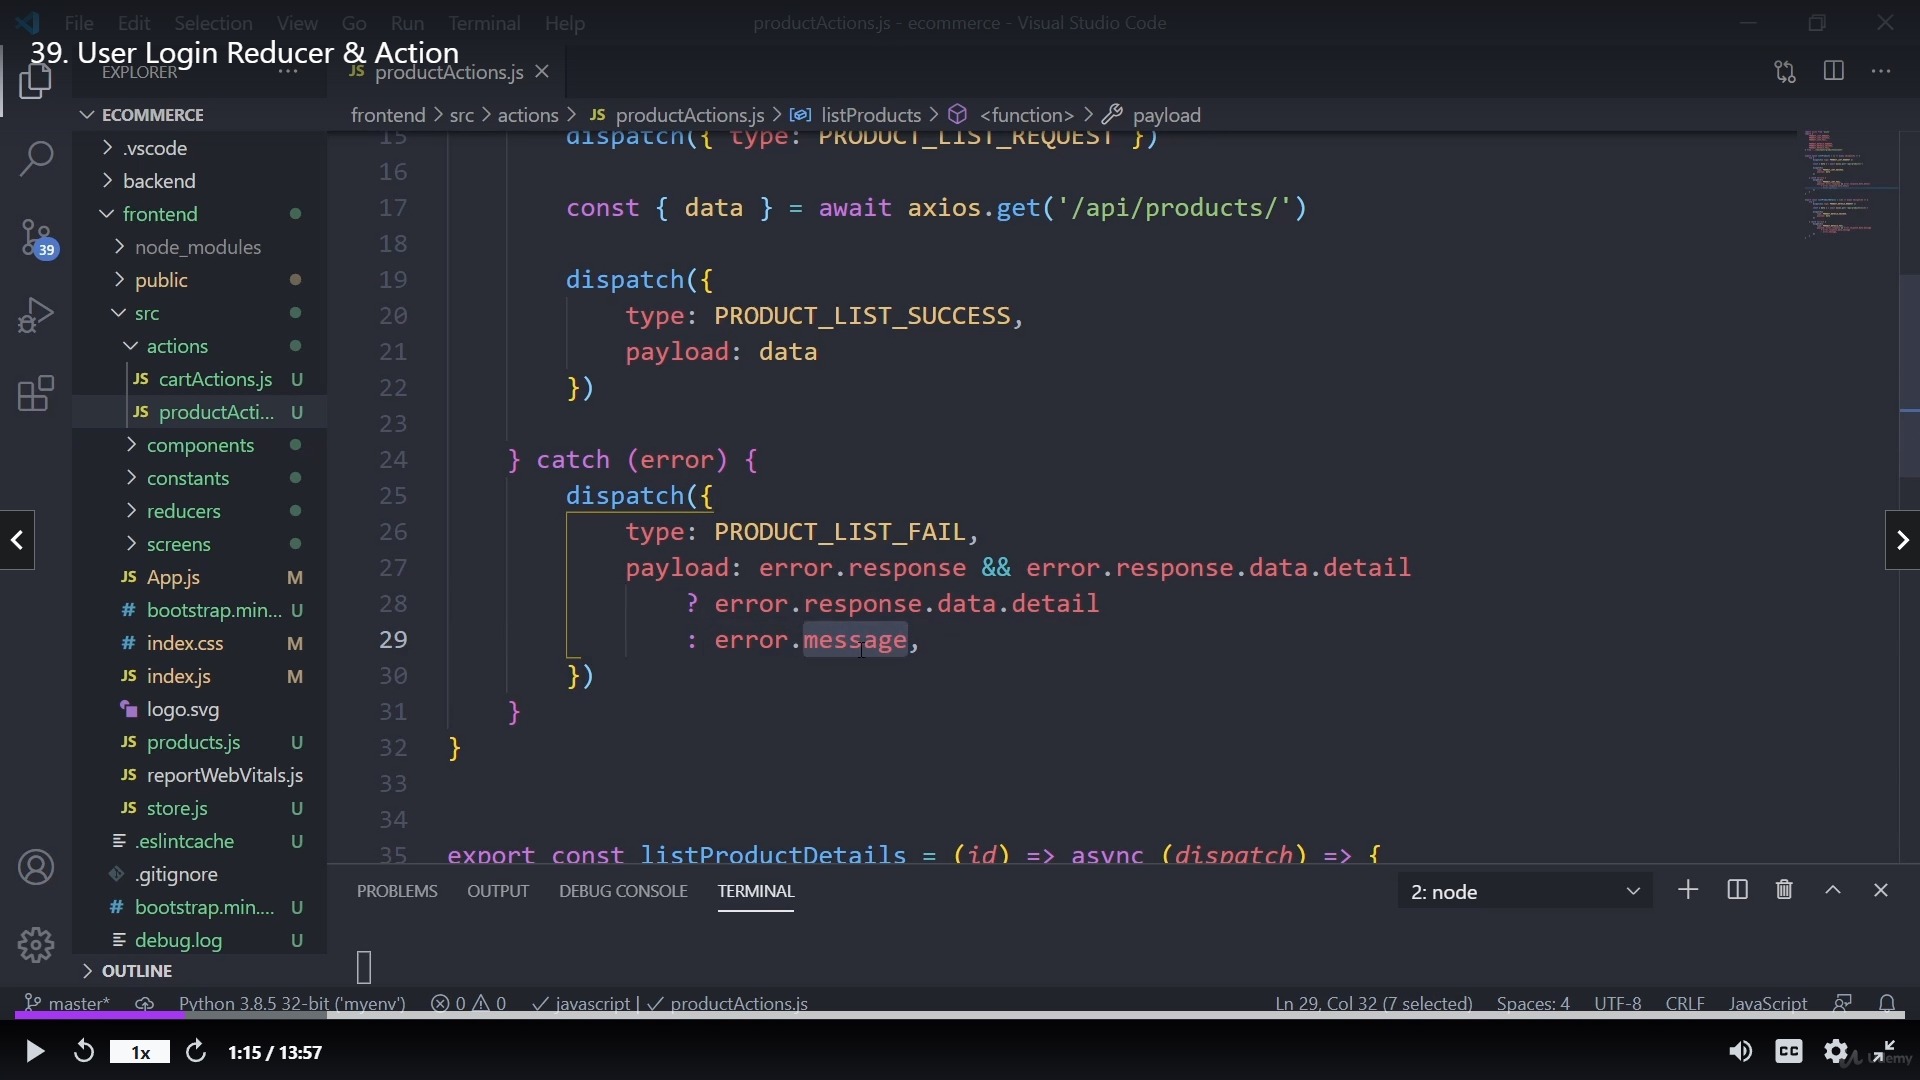 File Edit Selection View Go Run Terminal Help
productActions.js - ecommerce - Visual Studio Code
39. User Login Reducer & Action
EXPLORER
JS productActions.js
ECOMMERCE
frontend > src > actions > JS productActions.js > listProducts > <function> > payload
.vscode
backend
frontend
node_modules
public
src
actions
JS cartActions.js U
JS productActi... U
components
constants
reducers
screens
JS App.js M
# bootstrap.min... U
# index.css M
JS index.js M
logo.svg
JS products.js U
JS reportWebVitals.js
JS store.js U
.eslintcache U
.gitignore
# bootstrap.min.... U
debug.log U
OUTLINE
39
15 dispatch({ type: PRODUCT_LIST_REQUEST })
16
17 const { data } = await axios.get('/api/products/')
18
19 dispatch({
20 type: PRODUCT_LIST_SUCCESS,
21 payload: data
22 })
23
24 } catch (error) {
25 dispatch({
26 type: PRODUCT_LIST_FAIL,
27 payload: error.response && error.response.data.detail
28 ? error.response.data.detail
29 : error.message,
30 })
31 }
32 }
33
34
35 export const listProductDetails = (id) => async (dispatch) => {
PROBLEMS OUTPUT DEBUG CONSOLE TERMINAL
2: node
master* Python 3.8.5 32-bit ('myenv') 0 0 javascript | productActions.js
Ln 29, Col 32 (7 selected) Spaces: 4 UTF-8 CRLF JavaScript
1x 1:15 / 13:57
CC
Udemy